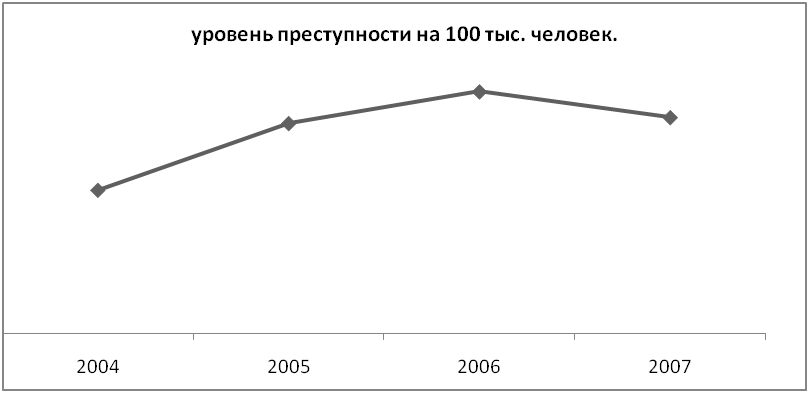 уровень преступности на 100 тыс. человек.
2004 2005 2006 2007